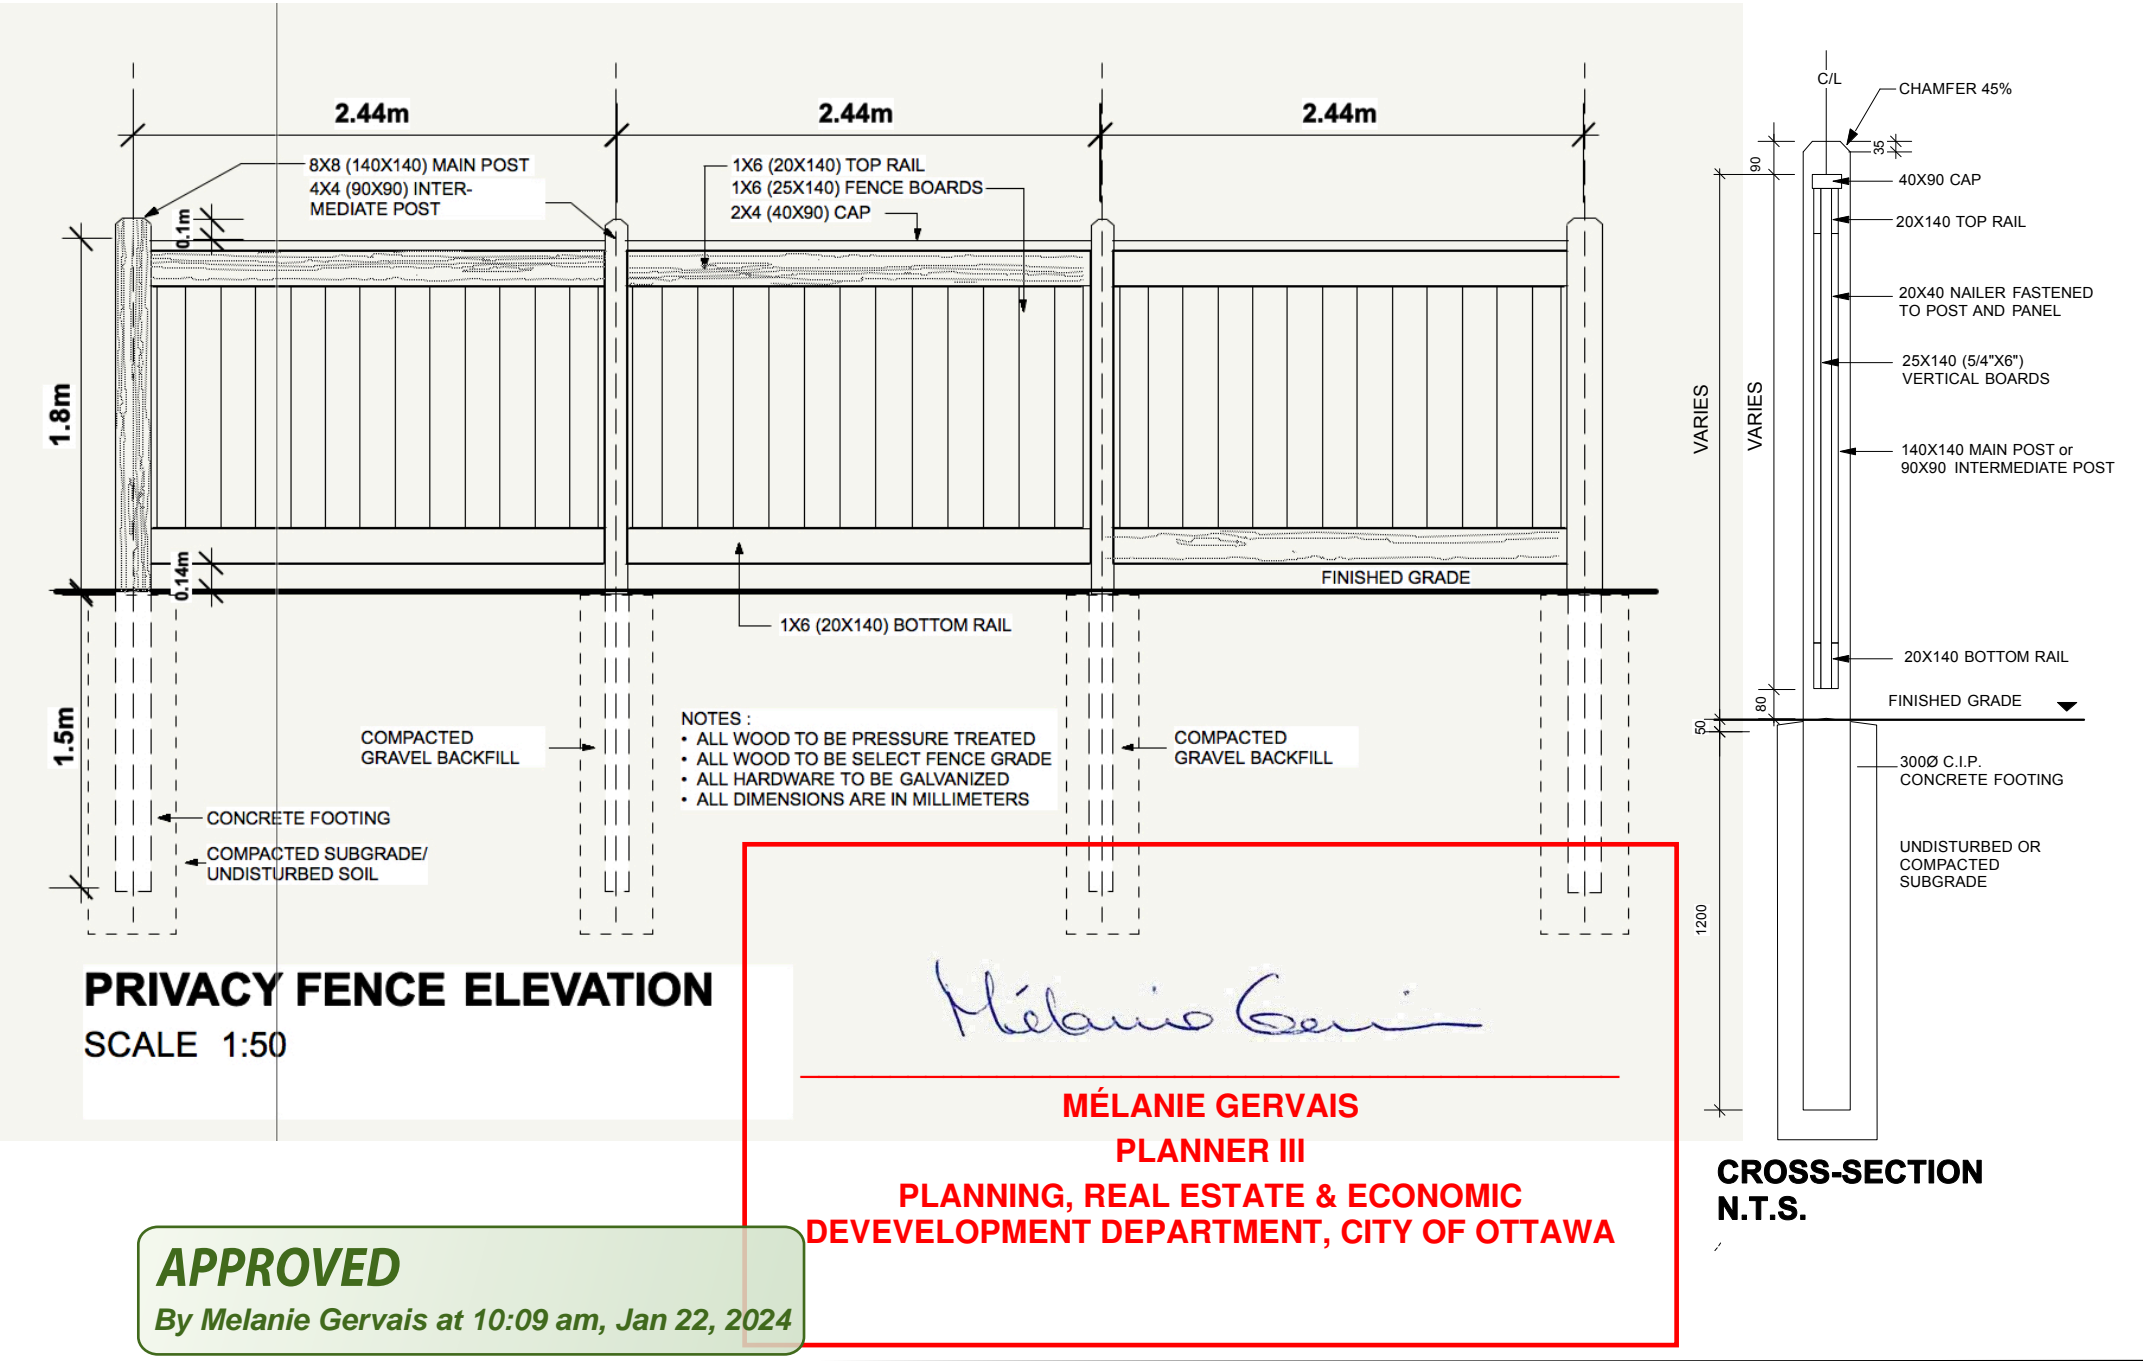 2.44m
2.44m
2.44m
8X8 (140X140) MAIN POST
4X4 (90X90) INTER-
MEDIATE POST
1X6 (20X140) TOP RAIL
1X6 (25X140) FENCE BOARDS
2X4 (40X90) CAP
0.1m
1.8m
0.14m
FINISHED GRADE
1X6 (20X140) BOTTOM RAIL
1.5m
COMPACTED
GRAVEL BACKFILL
NOTES :
• ALL WOOD TO BE PRESSURE TREATED
• ALL WOOD TO BE SELECT FENCE GRADE
• ALL HARDWARE TO BE GALVANIZED
• ALL DIMENSIONS ARE IN MILLIMETERS
COMPACTED
GRAVEL BACKFILL
CONCRETE FOOTING
COMPACTED SUBGRADE/
UNDISTURBED SOIL
PRIVACY FENCE ELEVATION
SCALE 1:50
C/L
CHAMFER 45%
35
90
40X90 CAP
20X140 TOP RAIL
20X40 NAILER FASTENED
TO POST AND PANEL
25X140 (5/4"X6")
VERTICAL BOARDS
VARIES
VARIES
140X140 MAIN POST or
90X90 INTERMEDIATE POST
20X140 BOTTOM RAIL
80
FINISHED GRADE
50
300Ø C.I.P.
CONCRETE FOOTING
UNDISTURBED OR
COMPACTED
SUBGRADE
1200
CROSS-SECTION
N.T.S.
Mélanie Gervais
MÉLANIE GERVAIS
PLANNER III
PLANNING, REAL ESTATE & ECONOMIC
DEVEVELOPMENT DEPARTMENT, CITY OF OTTAWA
APPROVED
By Melanie Gervais at 10:09 am, Jan 22, 2024